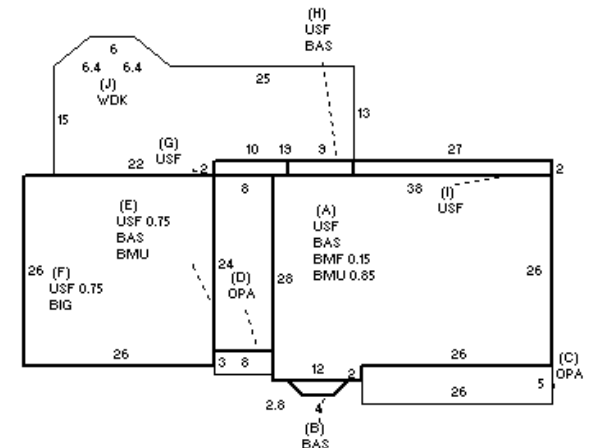 (H)
USF
BAS
6
6.4 6.4
(J)
WDK
25
15
13
(G)
USF
22
2
10 19 9 27
2
8
38
(I)
USF
(E)
USF 0.75
BAS
BMU
(A)
USF
BAS
BMF 0.15
BMU 0.85
26
(F)
USF 0.75
BIG
24
(D)
OPA
28
26
26
3 8
12
2
26
(C)
OPA
5
26
2.8
4
(B)
BAS